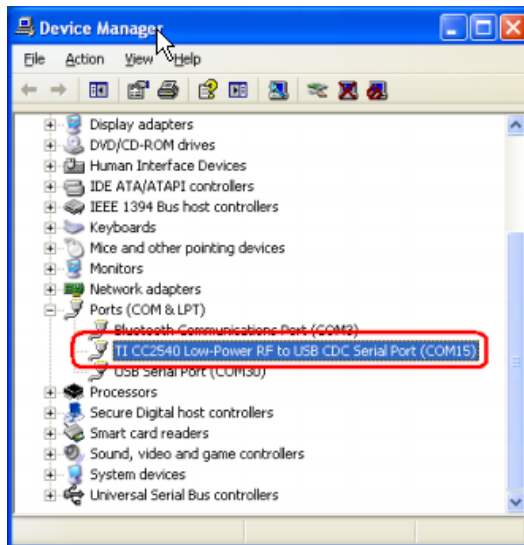 Device Manager
File Action View Help
Display adapters
DVD/CD-ROM drives
Human Interface Devices
IDE ATA/ATAPI controllers
IEEE 1394 Bus host controllers
Keyboards
Mice and other pointing devices
Monitors
Network adapters
Ports (COM & LPT)
Bluetooth Communications Port (COM3)
TI CC2540 Low-Power RF to USB CDC Serial Port (COM15)
USB Serial Port (COM30)
Processors
Secure Digital host controllers
Smart card readers
Sound, video and game controllers
System devices
Universal Serial Bus controllers